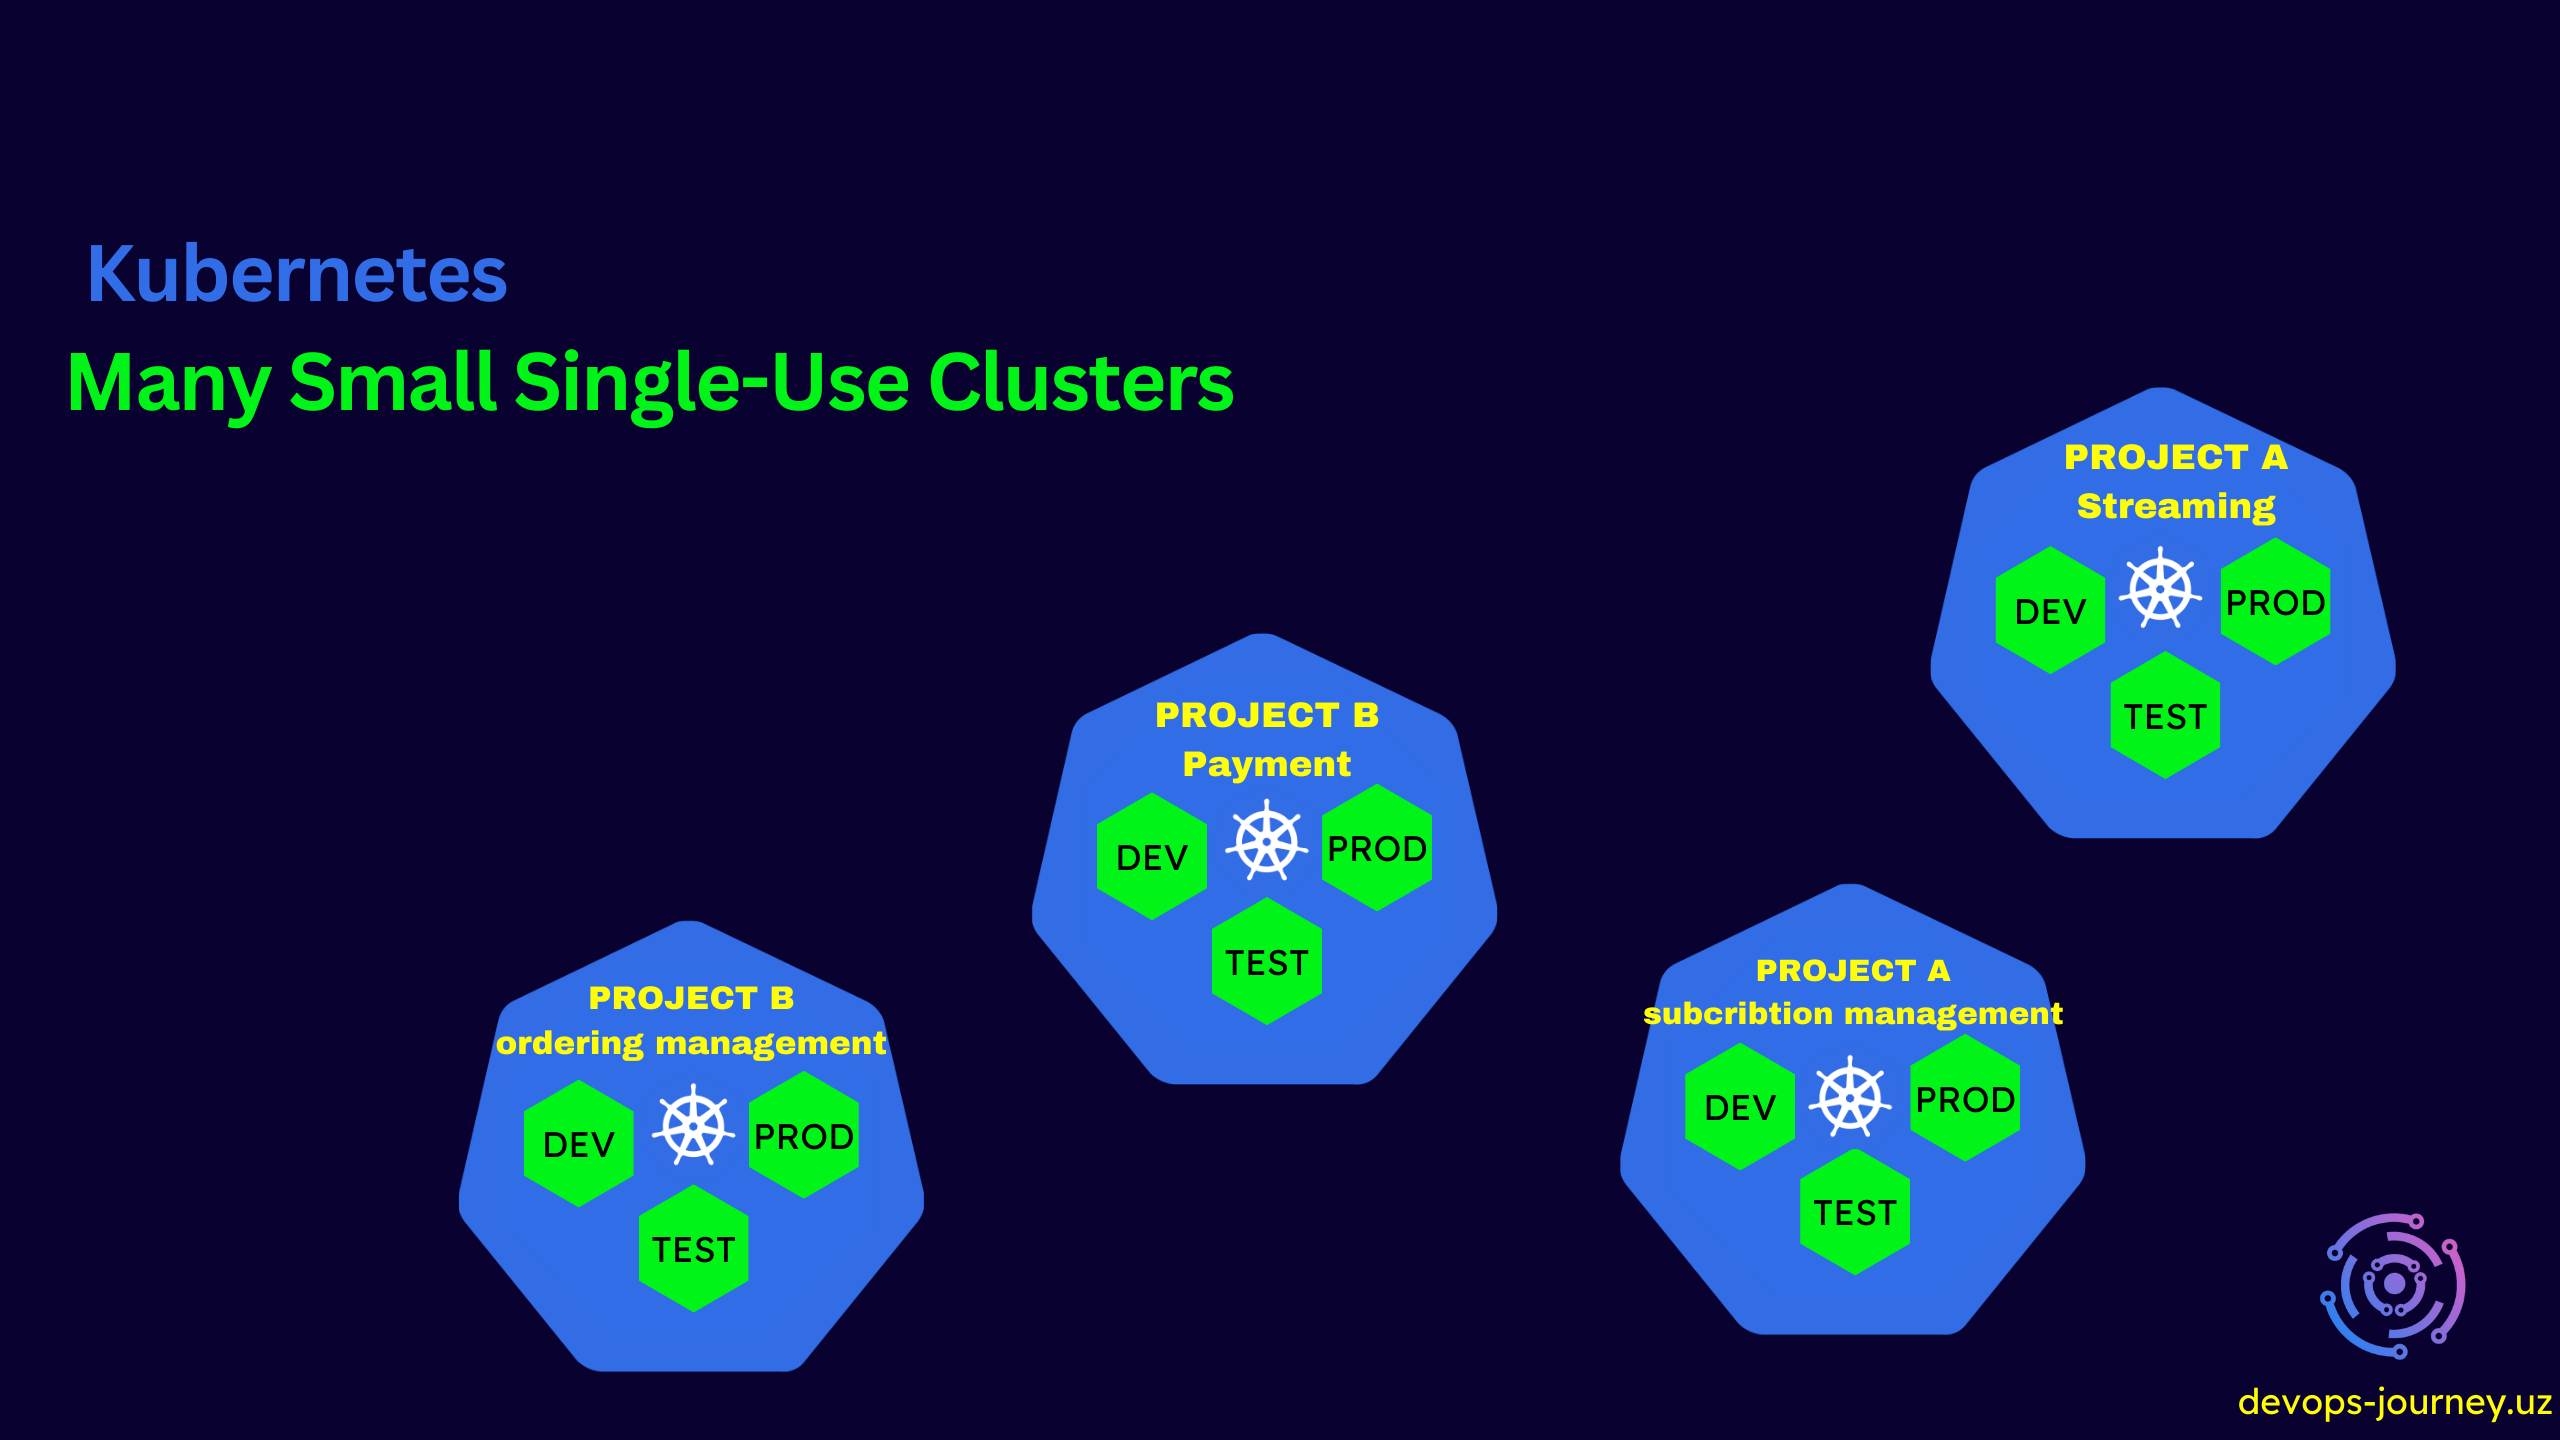 Kubernetes
Many Small Single-Use Clusters
PROJECT A
Streaming
DEV
PROD
TEST
PROJECT B
Payment
DEV
PROD
TEST
PROJECT A
subcribtion management
DEV
PROD
TEST
PROJECT B
ordering management
DEV
PROD
TEST
devops-journey.uz